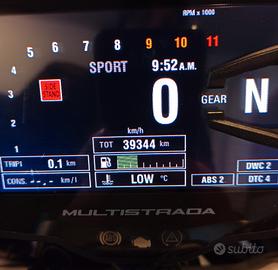 RPM x 1000
5 6 7 8 9 10 11
4
3
2
1
SPORT 9:52 A.M.
SIDE STAND
0 GEAR N
km/h
TOT 39344 km
TRIP1 0.1 km
CONS. --.- km/l
LOW °C
DWC 2
ABS 2 DTC 4
MULTISTRADA
ABS
subito